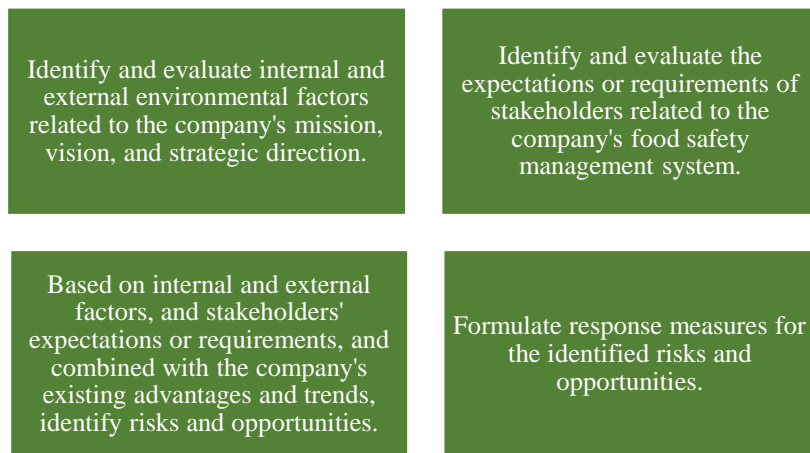 Identify and evaluate internal and
external environmental factors
related to the company's mission,
vision, and strategic direction.
Identify and evaluate the
expectations or requirements of
stakeholders related to the
company's food safety
management system.
Based on internal and external
factors, and stakeholders'
expectations or requirements, and
combined with the company's
existing advantages and trends,
identify risks and opportunities.
Formulate response measures for
the identified risks and
opportunities.